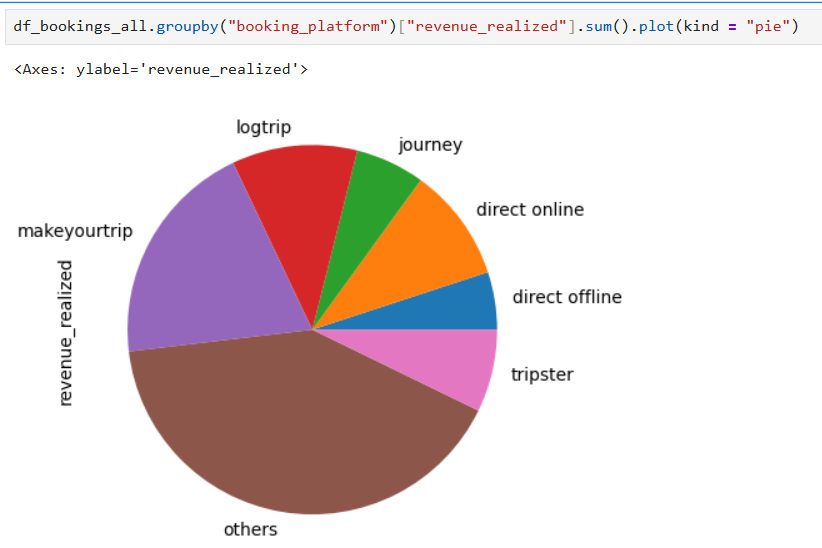 df_bookings_all.groupby("booking_platform")["revenue_realized"].sum().plot(kind = "pie")
<Axes: ylabel='revenue_realized'>
logtrip
journey
direct online
makeyourtrip
revenue_realized
direct offline
tripster
others